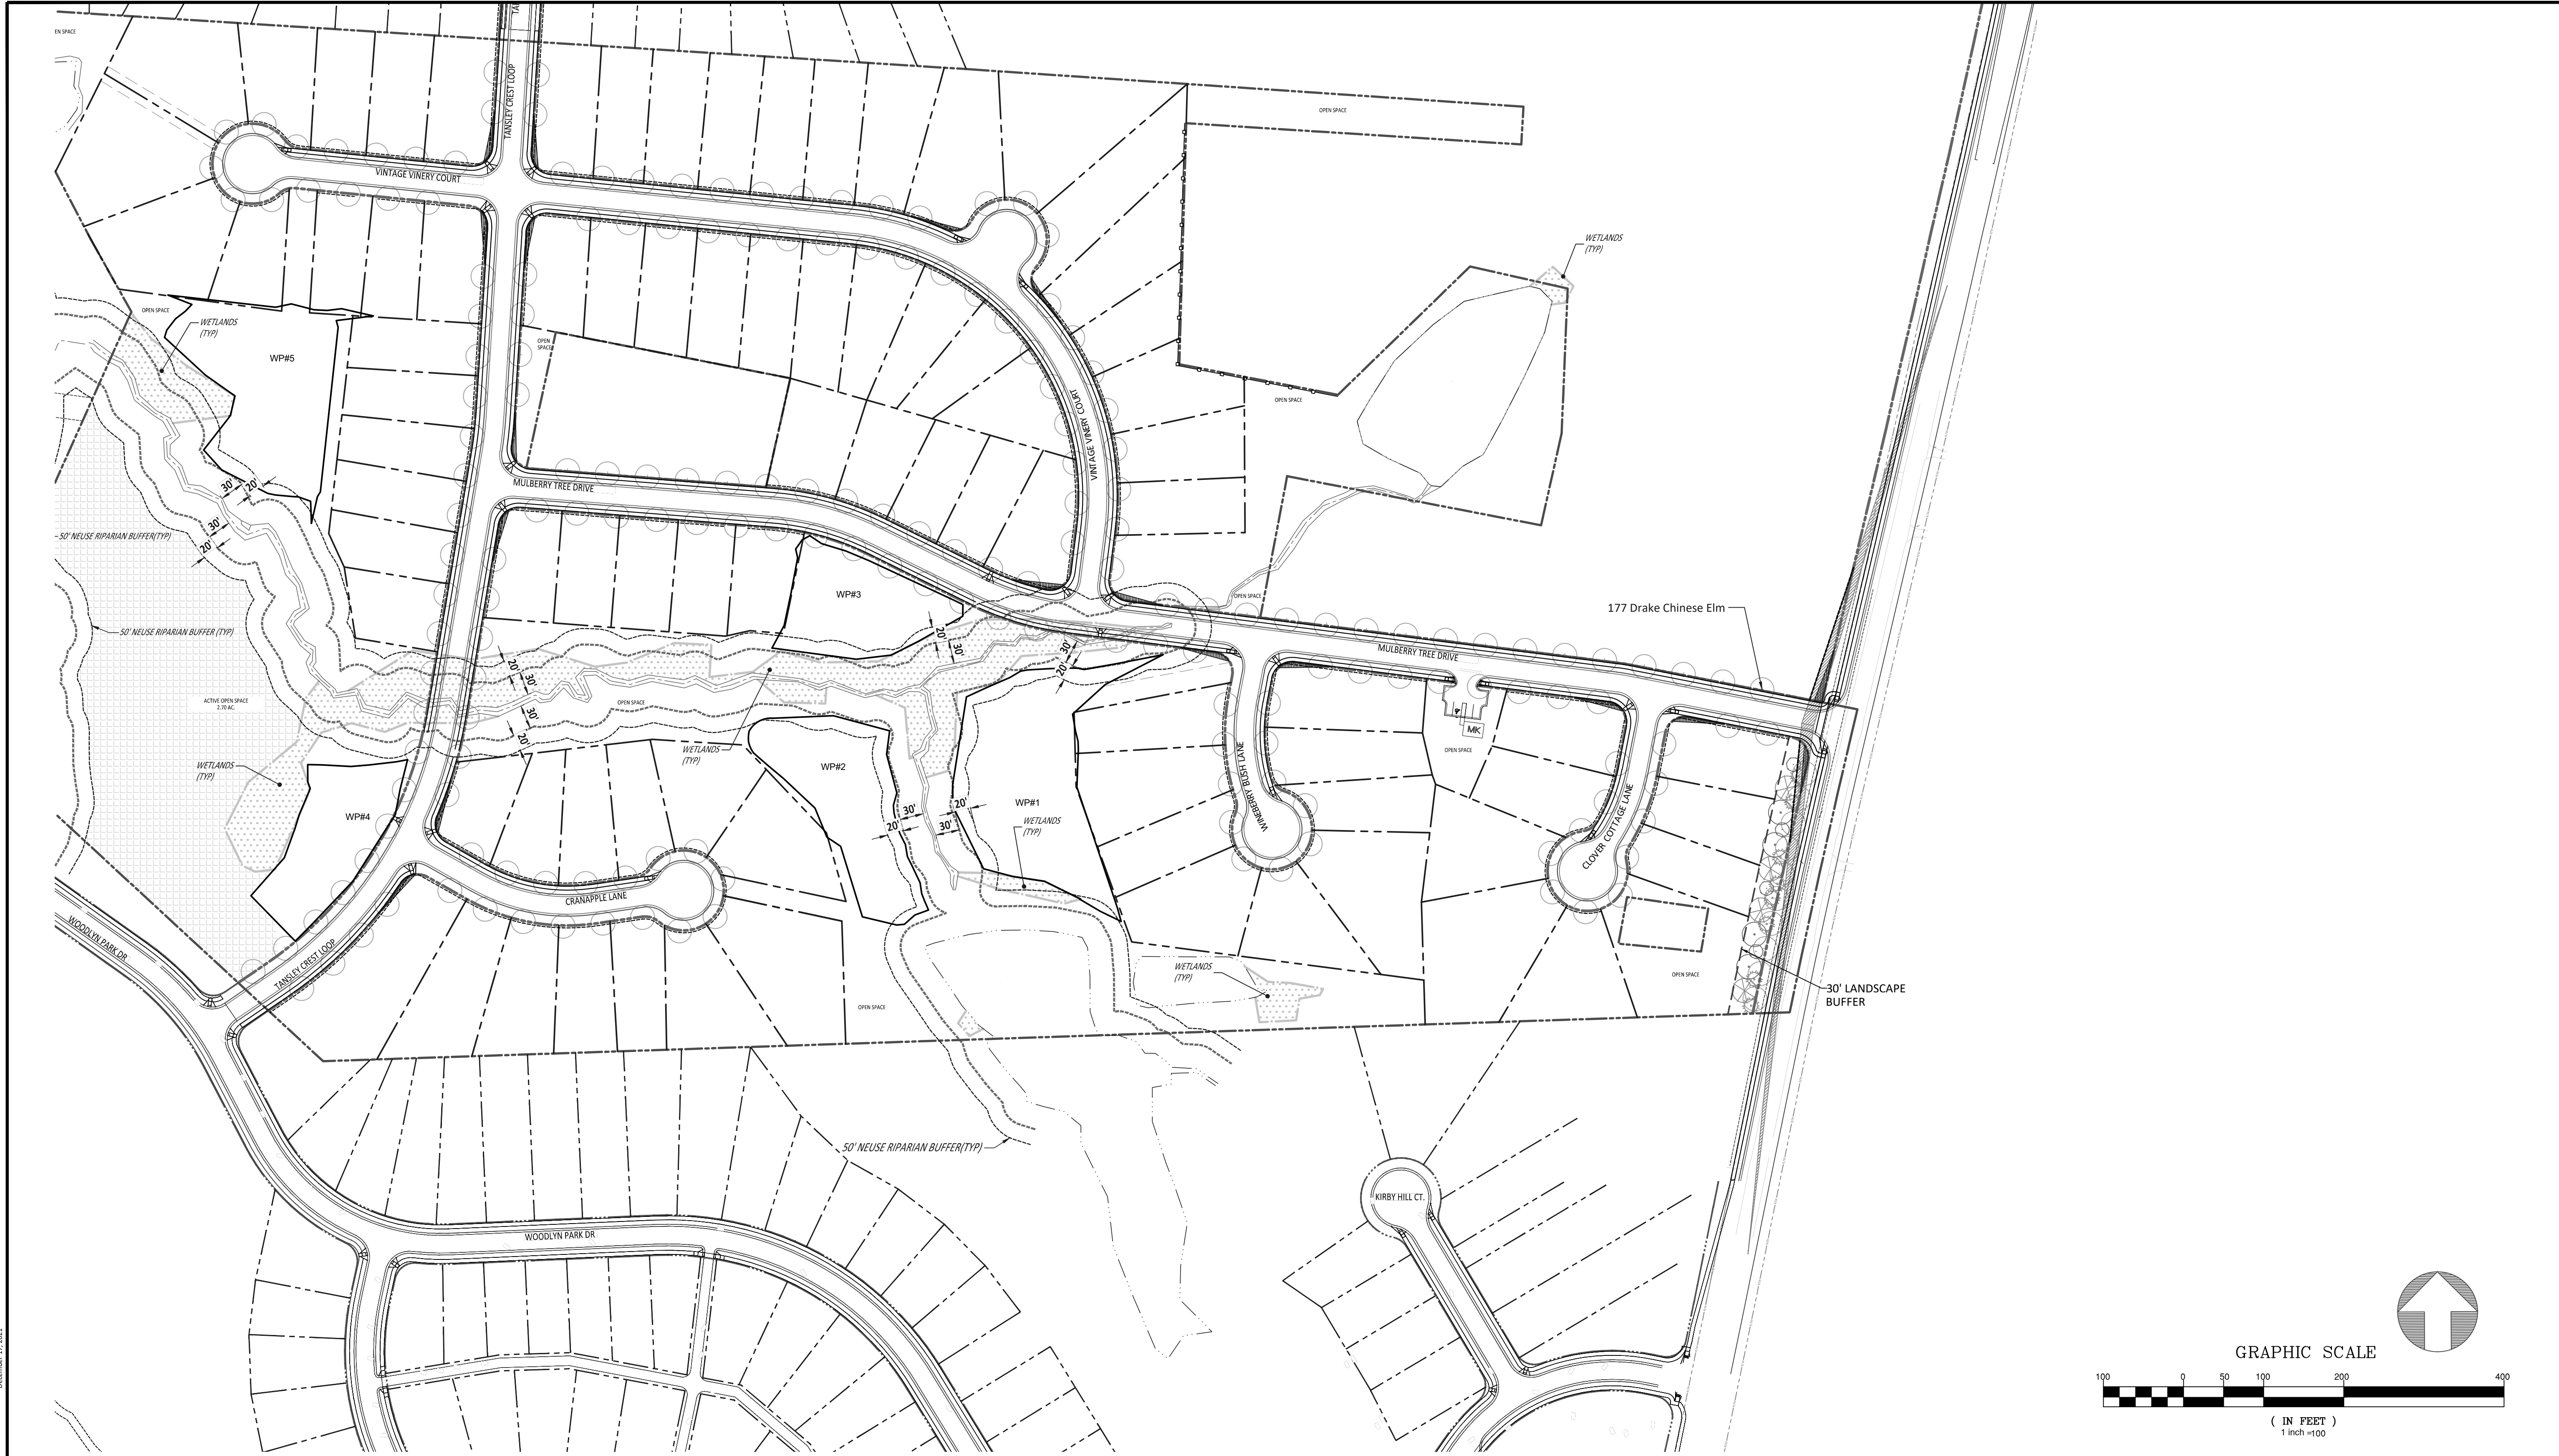 EN SPACE
TANSLEY CREST LOOP
OPEN SPACE
VINTAGE VINERY COURT
WETLANDS
(TYP)
OPEN SPACE
WETLANDS
(TYP)
WP#5
OPEN
SPACE
OPEN SPACE
VINTAGE VINERY COURT
MULBERRY TREE DRIVE
30'
20'
30'
20'
50' NEUSE RIPARIAN BUFFER(TYP)
WP#3
OPEN SPACE
177 Drake Chinese Elm
50' NEUSE RIPARIAN BUFFER (TYP)
20'
30'
30'
20'
MULBERRY TREE DRIVE
20'
30'
30'
20'
ACTIVE OPEN SPACE
2.70 AC.
OPEN SPACE
WETLANDS
(TYP)
MK
OPEN SPACE
WETLANDS
(TYP)
WP#2
WINEBERRY BUSH LANE
WP#4
30'
20'
20'
30'
WP#1
WETLANDS
(TYP)
CLOVER COTTAGE LANE
CRANAPPLE LANE
WOODLYN PARK DR
TANSLEY CREST LOOP
WETLANDS
(TYP)
OPEN SPACE
OPEN SPACE
30' LANDSCAPE
BUFFER
50' NEUSE RIPARIAN BUFFER(TYP)
KIRBY HILL CT.
WOODLYN PARK DR
GRAPHIC SCALE
100 0 50 100 200 400
( IN FEET )
1 inch =100